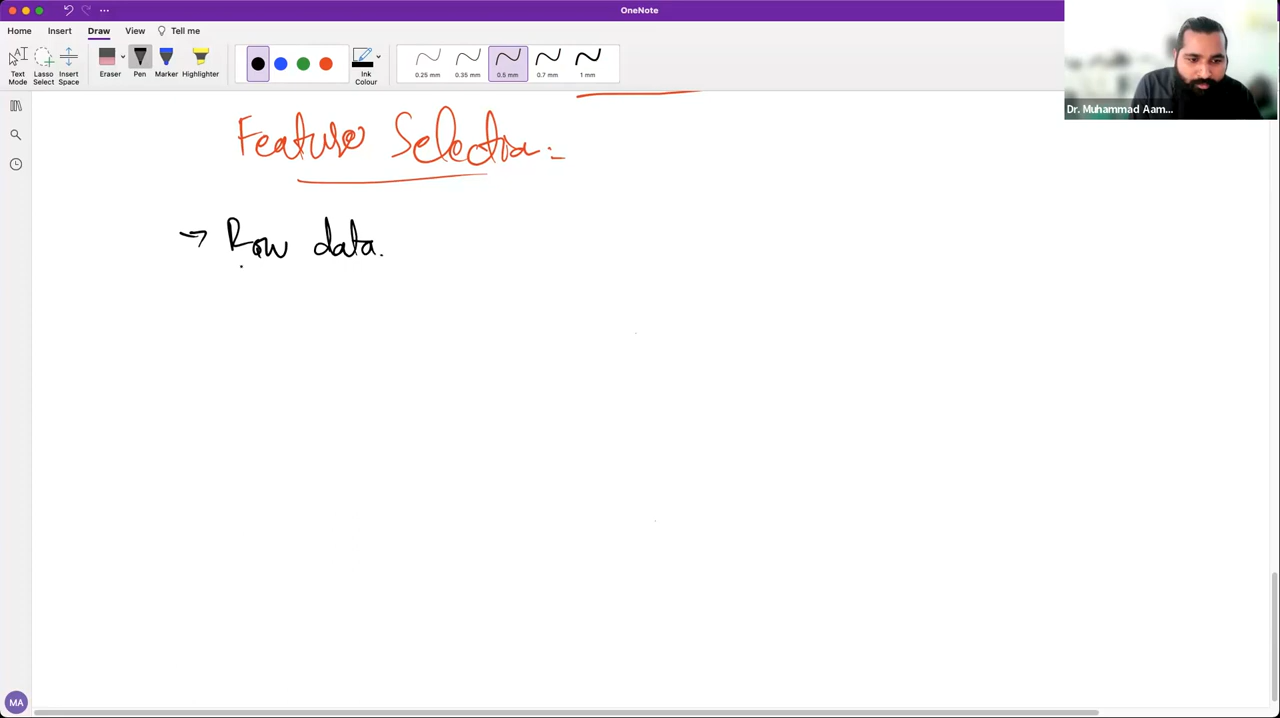 OneNote
Home Insert Draw View Tell me
Text Mode Lasso Select Insert Space Eraser Pen Marker Highlighter Ink Colour 0.25 mm 0.35 mm 0.5 mm 0.7 mm 1 mm
Dr. Muhammad Aam...
Feature Selection:-
→ Raw data.
MA